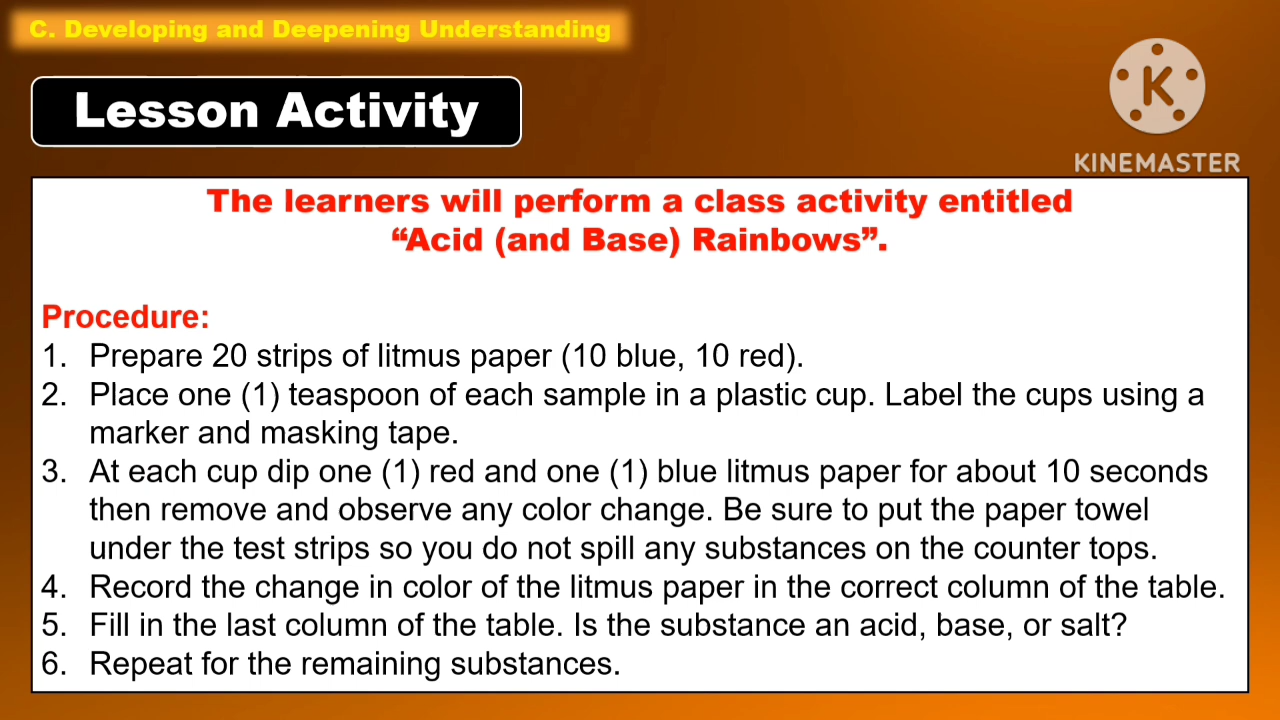 C. Developing and Deepening Understanding
Lesson Activity
K
KINEMASTER
The learners will perform a class activity entitled
“Acid (and Base) Rainbows”.
Procedure:
1. Prepare 20 strips of litmus paper (10 blue, 10 red).
2. Place one (1) teaspoon of each sample in a plastic cup. Label the cups using a
marker and masking tape.
3. At each cup dip one (1) red and one (1) blue litmus paper for about 10 seconds
then remove and observe any color change. Be sure to put the paper towel
under the test strips so you do not spill any substances on the counter tops.
4. Record the change in color of the litmus paper in the correct column of the table.
5. Fill in the last column of the table. Is the substance an acid, base, or salt?
6. Repeat for the remaining substances.